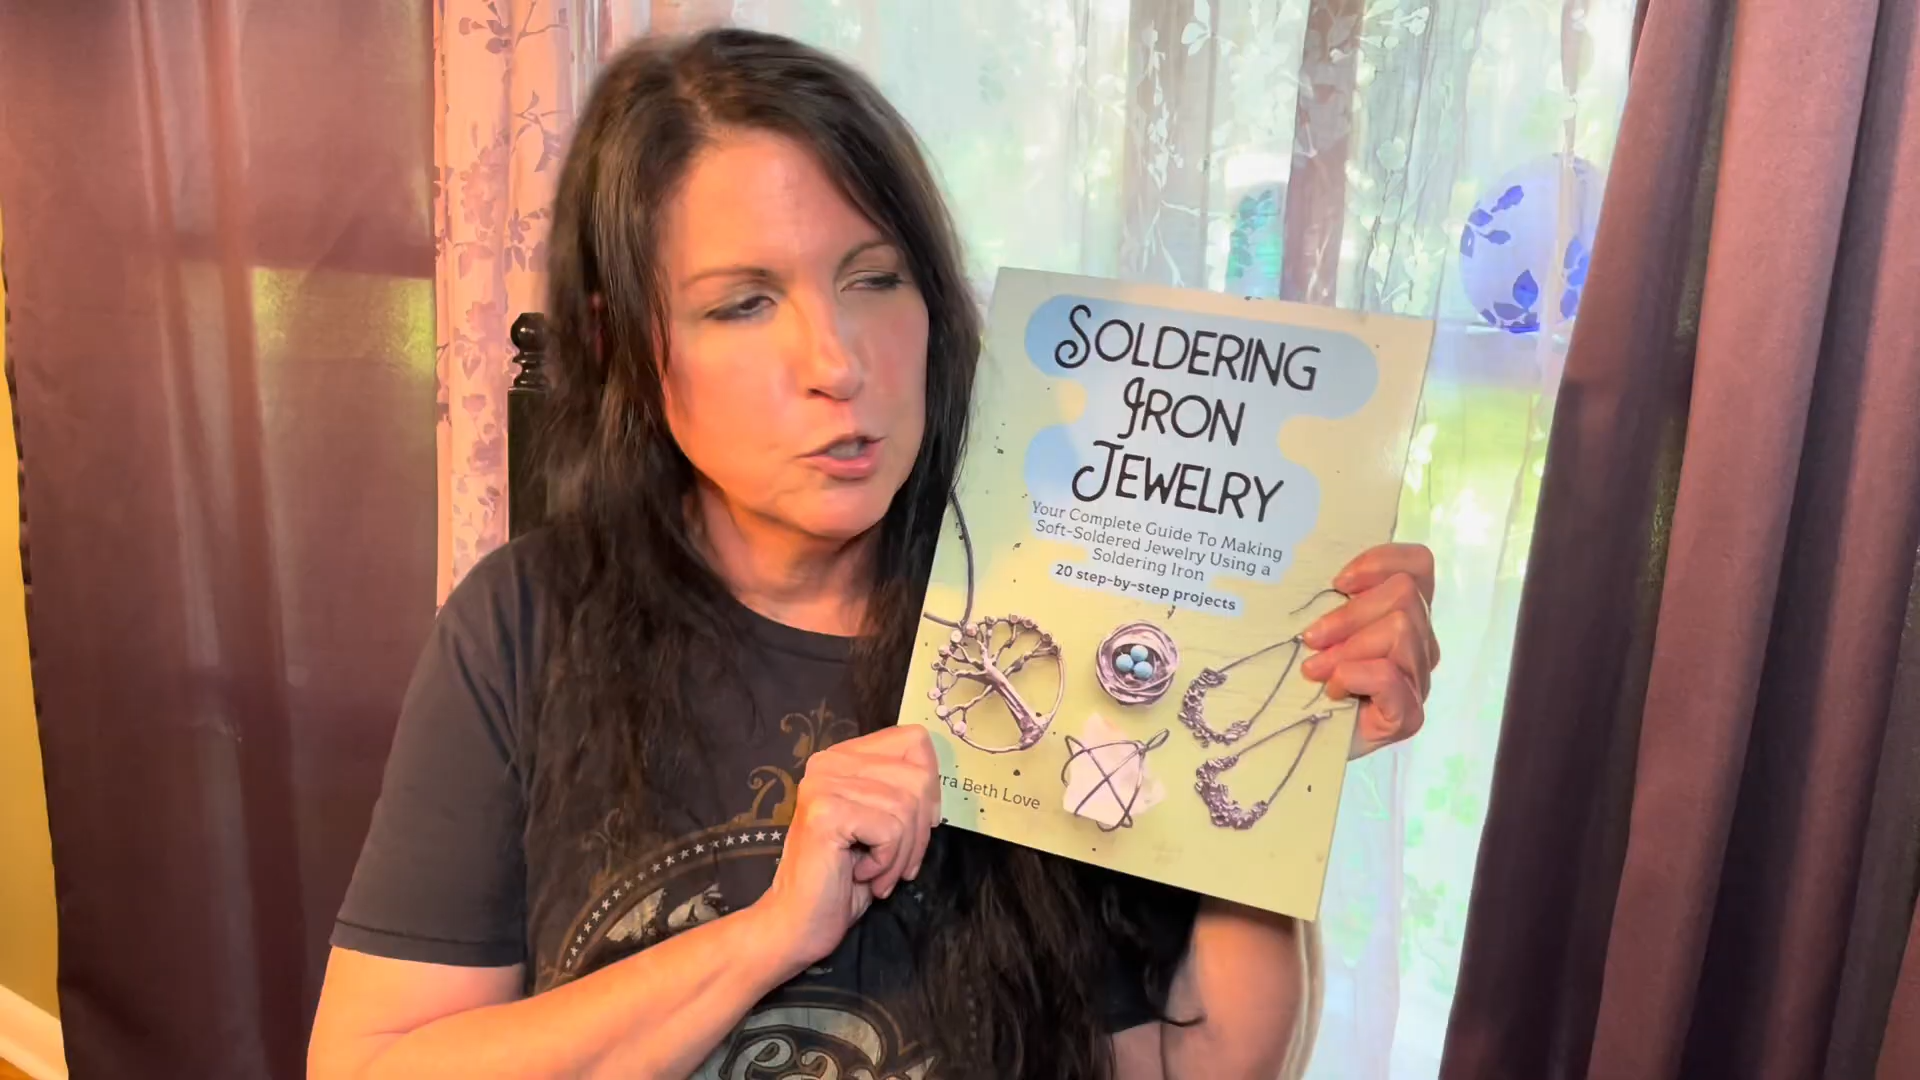 SOLDERING
IRON
JEWELRY
Your Complete Guide To Making
Soft-Soldered Jewelry Using a
Soldering Iron
20 step-by-step projects
Beth Love